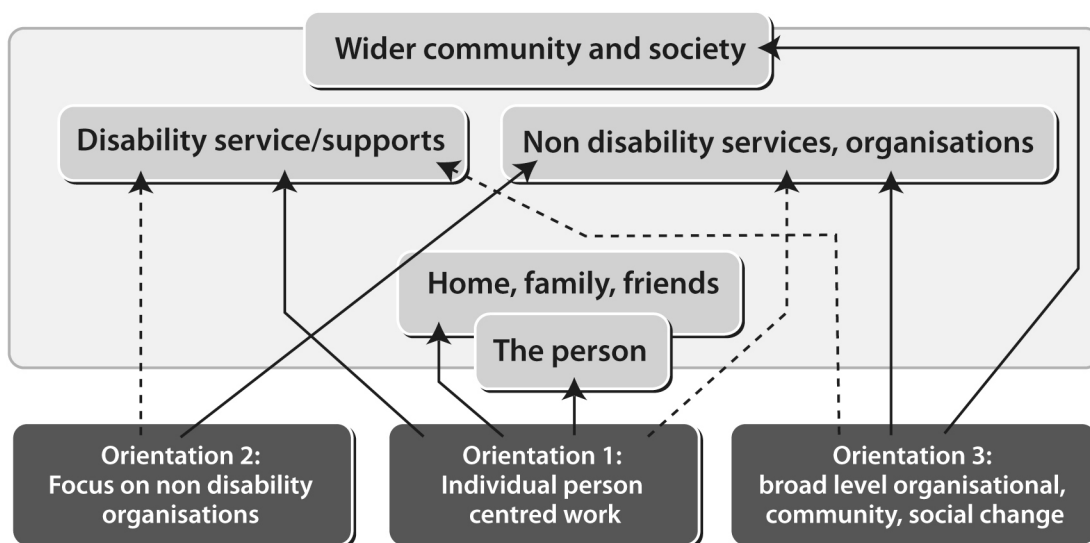 Wider community and society
Disability service/supports
Non disability services, organisations
Home, family, friends
The person
Orientation 2:
Focus on non disability
organisations
Orientation 1:
Individual person
centred work
Orientation 3:
broad level organisational,
community, social change